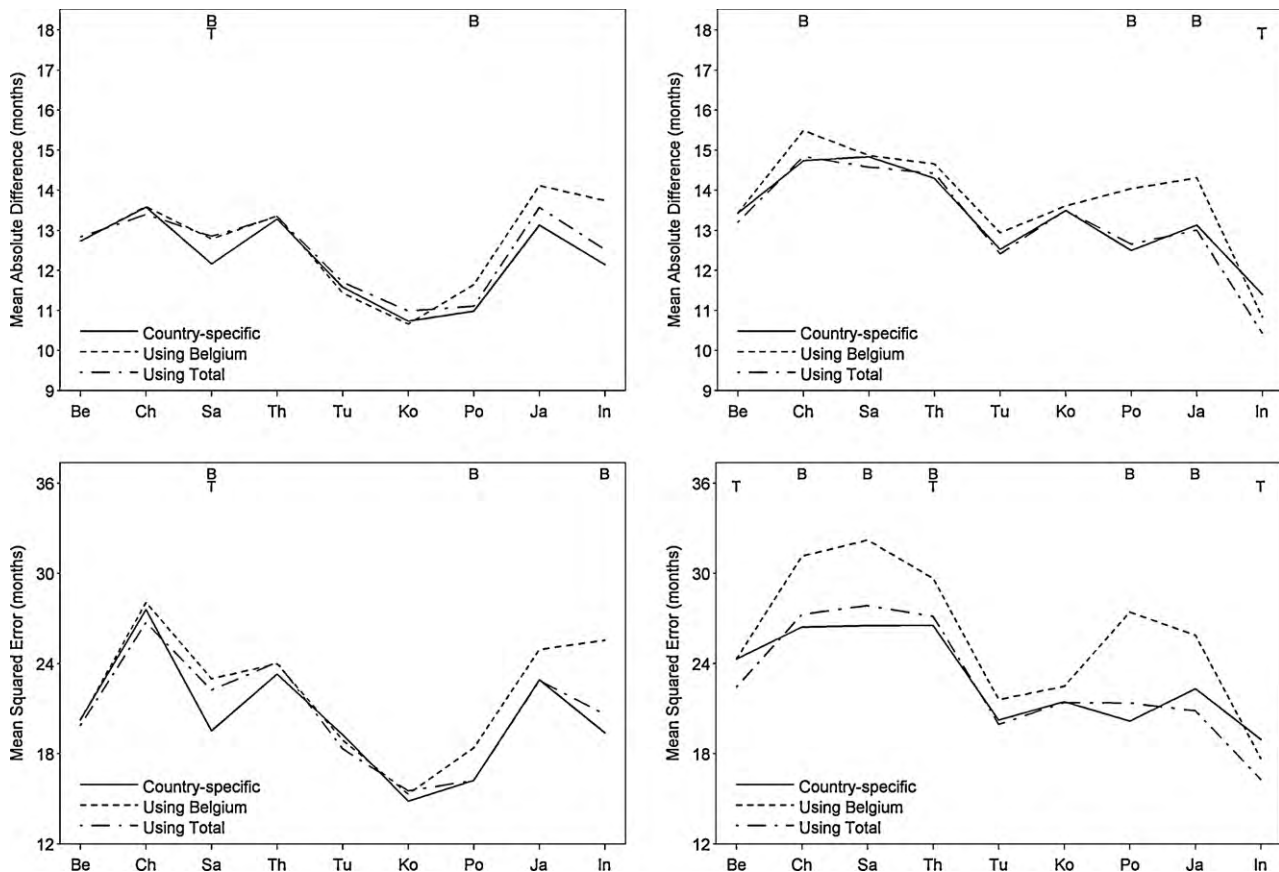 B B
T
Mean Absolute Difference (months)
18
17
16
15
14
13
12
11
10
9
Country-specific
Using Belgium
Using Total
Be Ch Sa Th Tu Ko Po Ja In
B B B
T
Mean Absolute Difference (months)
18
17
16
15
14
13
12
11
10
9
Country-specific
Using Belgium
Using Total
Be Ch Sa Th Tu Ko Po Ja In
B B B
T
Mean Squared Error (months)
36
30
24
18
12
Country-specific
Using Belgium
Using Total
Be Ch Sa Th Tu Ko Po Ja In
B B B B B
T T T
Mean Squared Error (months)
36
30
24
18
12
Country-specific
Using Belgium
Using Total
Be Ch Sa Th Tu Ko Po Ja In